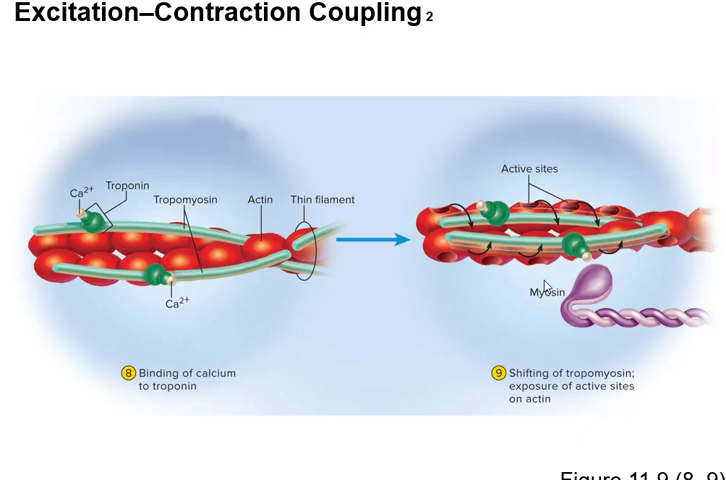 Excitation–Contraction Coupling 2
Ca2+
Troponin
Tropomyosin
Actin
Thin filament
Ca2+
8 Binding of calcium
to troponin
Active sites
Myosin
9 Shifting of tropomyosin;
exposure of active sites
on actin
Figure 11.9 (8–9)